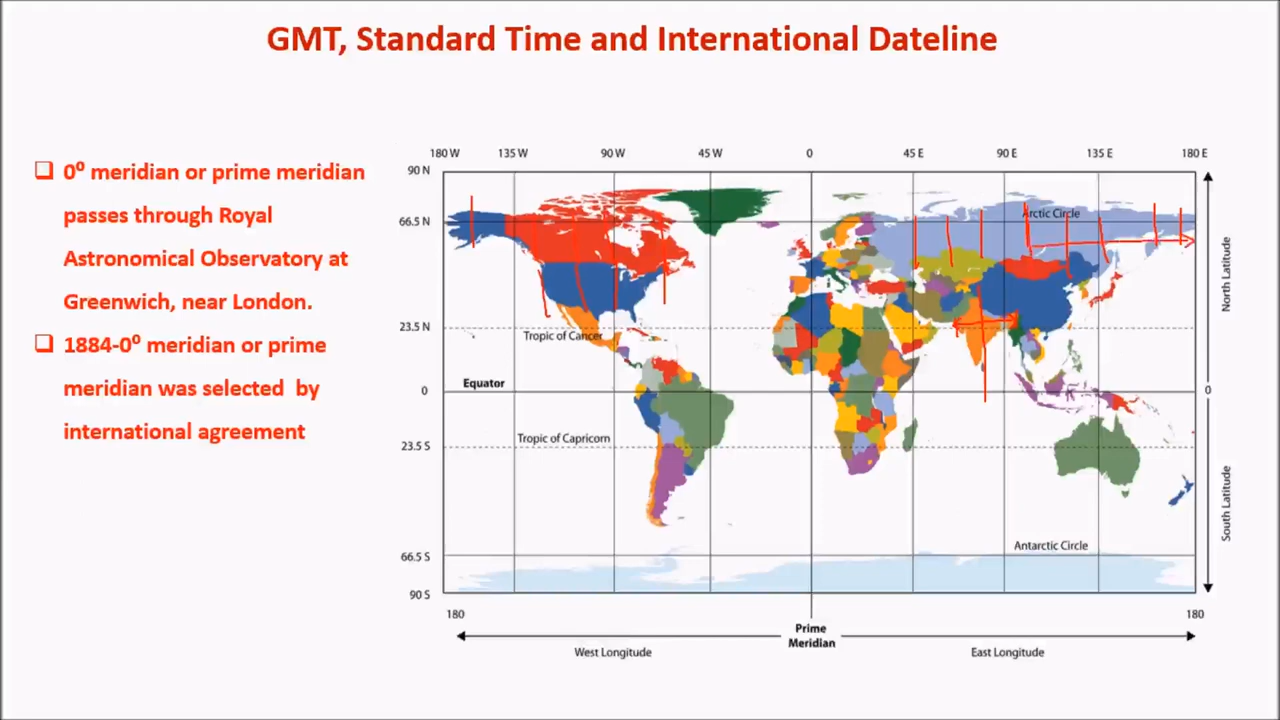 GMT, Standard Time and International Dateline
0⁰ meridian or prime meridian
passes through Royal
Astronomical Observatory at
Greenwich, near London.
1884-0⁰ meridian or prime
meridian was selected by
international agreement
180 W 135 W 90 W 45 W 0 45 E 90 E 135 E 180 E
90 N
66.5 N
Arctic Circle
North Latitude
23.5 N
Tropic of Cancer
0
Equator
0
23.5 S
Tropic of Capricorn
South Latitude
66.5 S
Antarctic Circle
90 S
180
180
Prime
Meridian
West Longitude
East Longitude